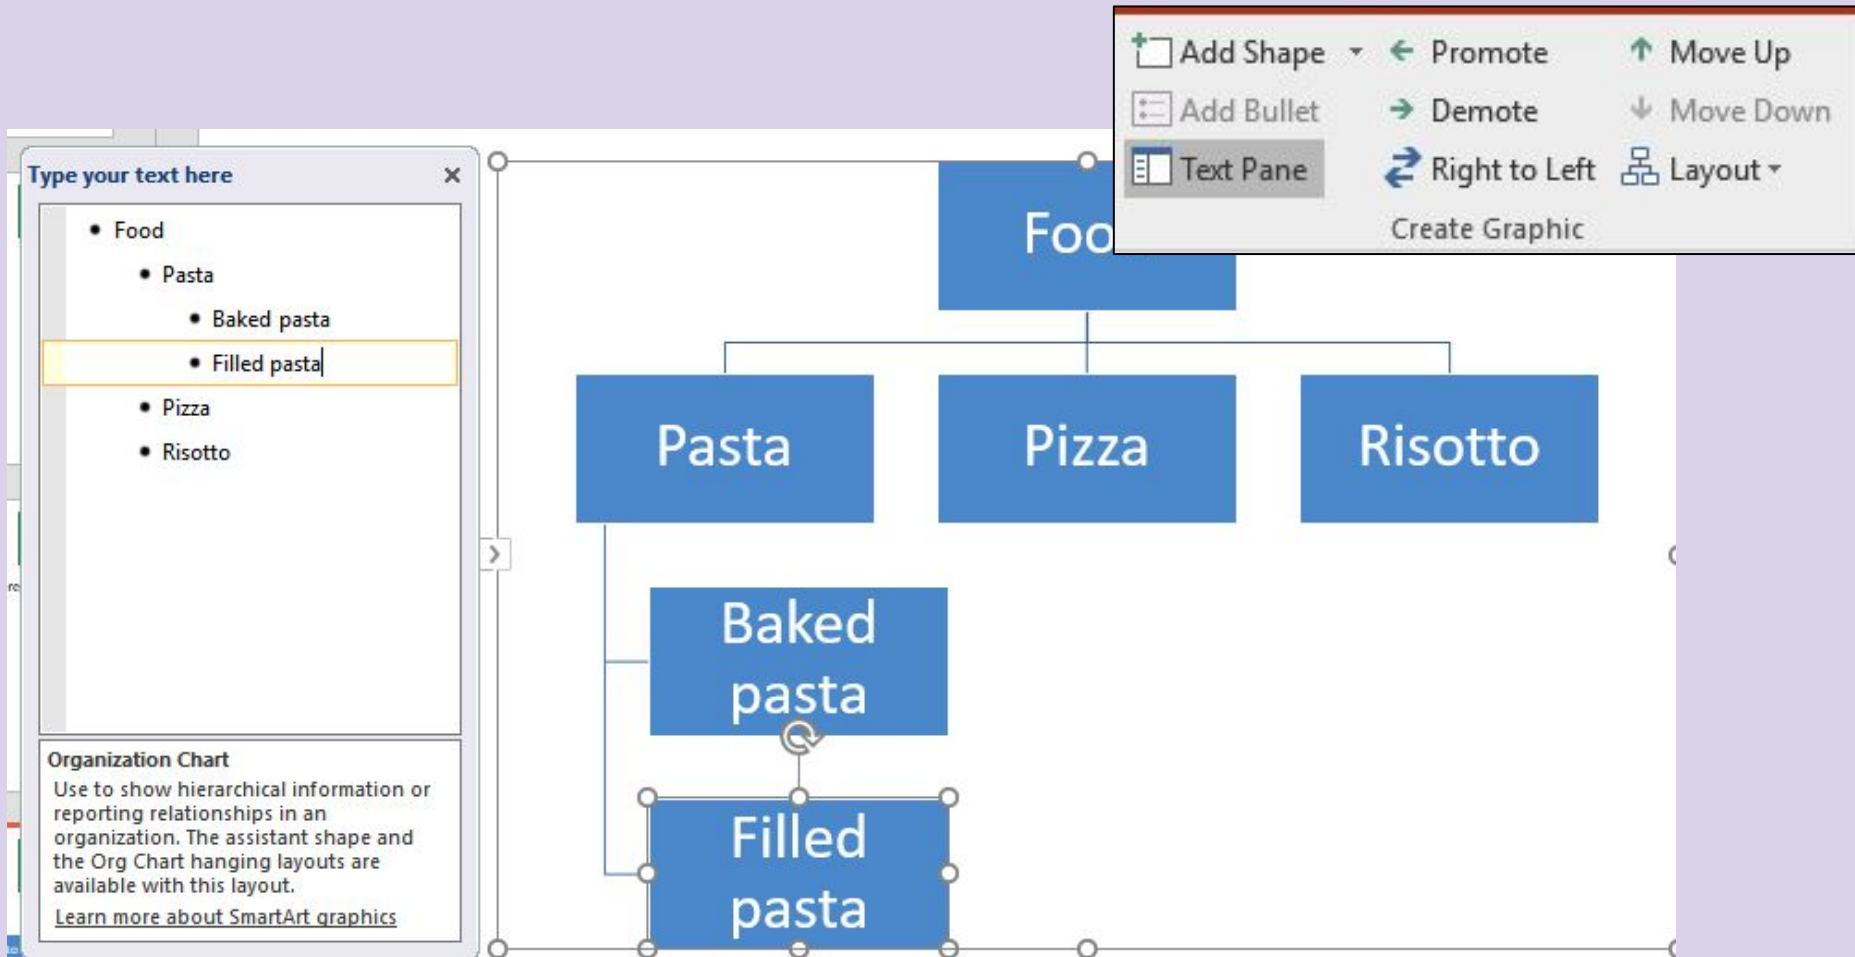 Add Shape
Promote
Move Up
Add Bullet
Demote
Move Down
Text Pane
Right to Left
Layout
Create Graphic
Type your text here
Food
Pasta
Baked pasta
Filled pasta
Pizza
Risotto
Organization Chart
Use to show hierarchical information or
reporting relationships in an
organization. The assistant shape and
the Org Chart hanging layouts are
available with this layout.
Learn more about SmartArt graphics
Foo
Pasta
Pizza
Risotto
Baked
pasta
Filled
pasta